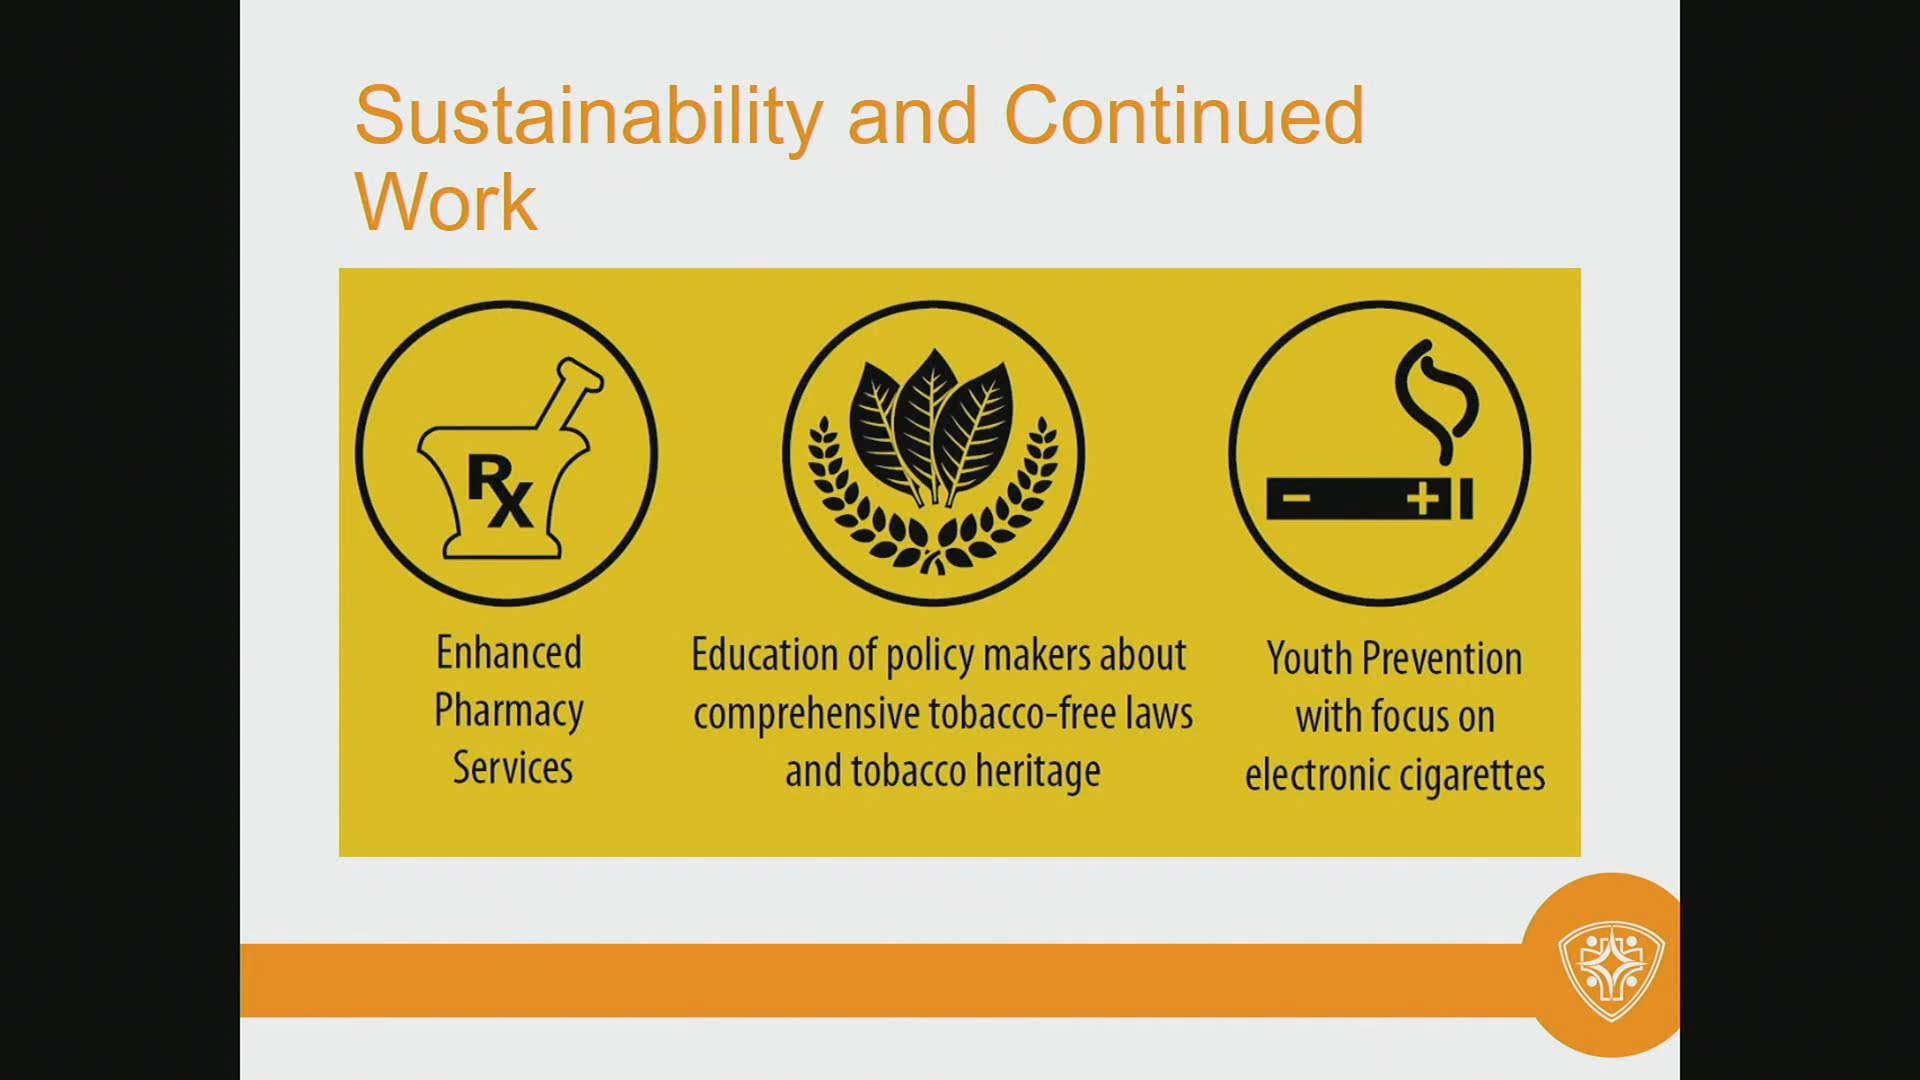 Sustainability and Continued
Work
Rx
Enhanced
Pharmacy
Services
Education of policy makers about
comprehensive tobacco-free laws
and tobacco heritage
− +
Youth Prevention
with focus on
electronic cigarettes